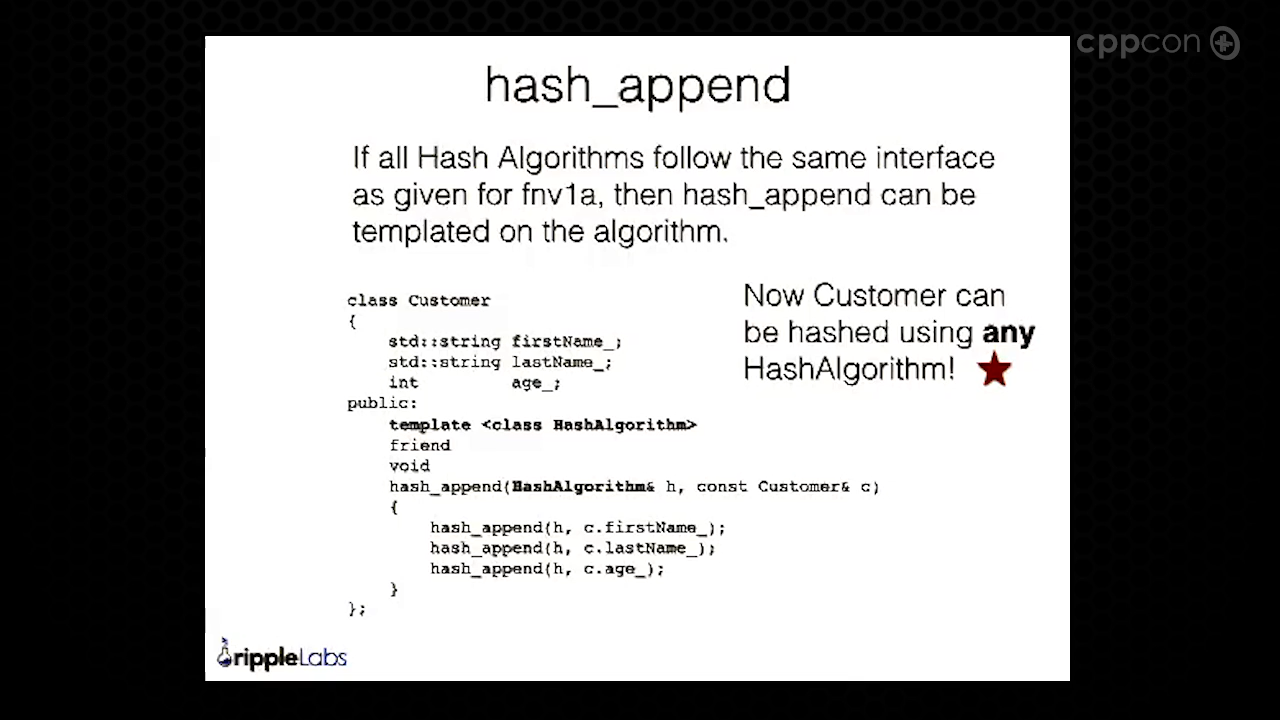 cppcon
hash_append
If all Hash Algorithms follow the same interface
as given for fnv1a, then hash_append can be
templated on the algorithm.
class Customer
{
    std::string firstName_;
    std::string lastName_;
    int         age_;
public:
    template <class HashAlgorithm>
    friend
    void
    hash_append(HashAlgorithm& h, const Customer& c)
    {
        hash_append(h, c.firstName_);
        hash_append(h, c.lastName_);
        hash_append(h, c.age_);
    }
};
Now Customer can
be hashed using any
HashAlgorithm!
rippleLabs